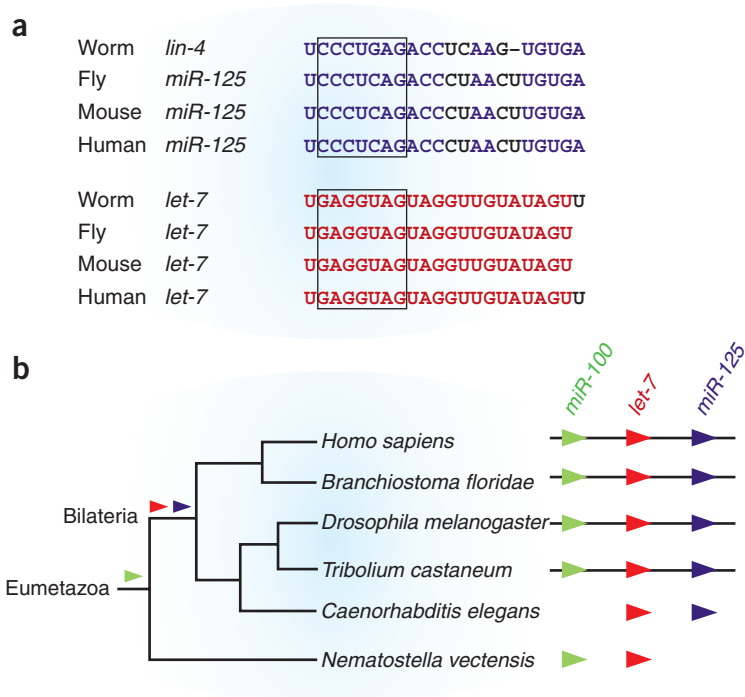 a
Worm lin-4 UCCCUGAGACCUCAAG–UGUGA
Fly miR-125 UCCCUCAGACCCUAACUUGUGA
Mouse miR-125 UCCCUCAGACCCUAACUUGUGA
Human miR-125 UCCCUCAGACCCUAACUUGUGA
Worm let-7 UGAGGUAGUAGGUUGUAUAGUU
Fly let-7 UGAGGUAGUAGGUUGUAUAGU
Mouse let-7 UGAGGUAGUAGGUUGUAUAGU
Human let-7 UGAGGUAGUAGGUUGUAUAGUU
b
miR-100 let-7 miR-125
Homo sapiens
Branchiostoma floridae
Bilateria
Drosophila melanogaster
Tribolium castaneum
Eumetazoa
Caenorhabditis elegans
Nematostella vectensis